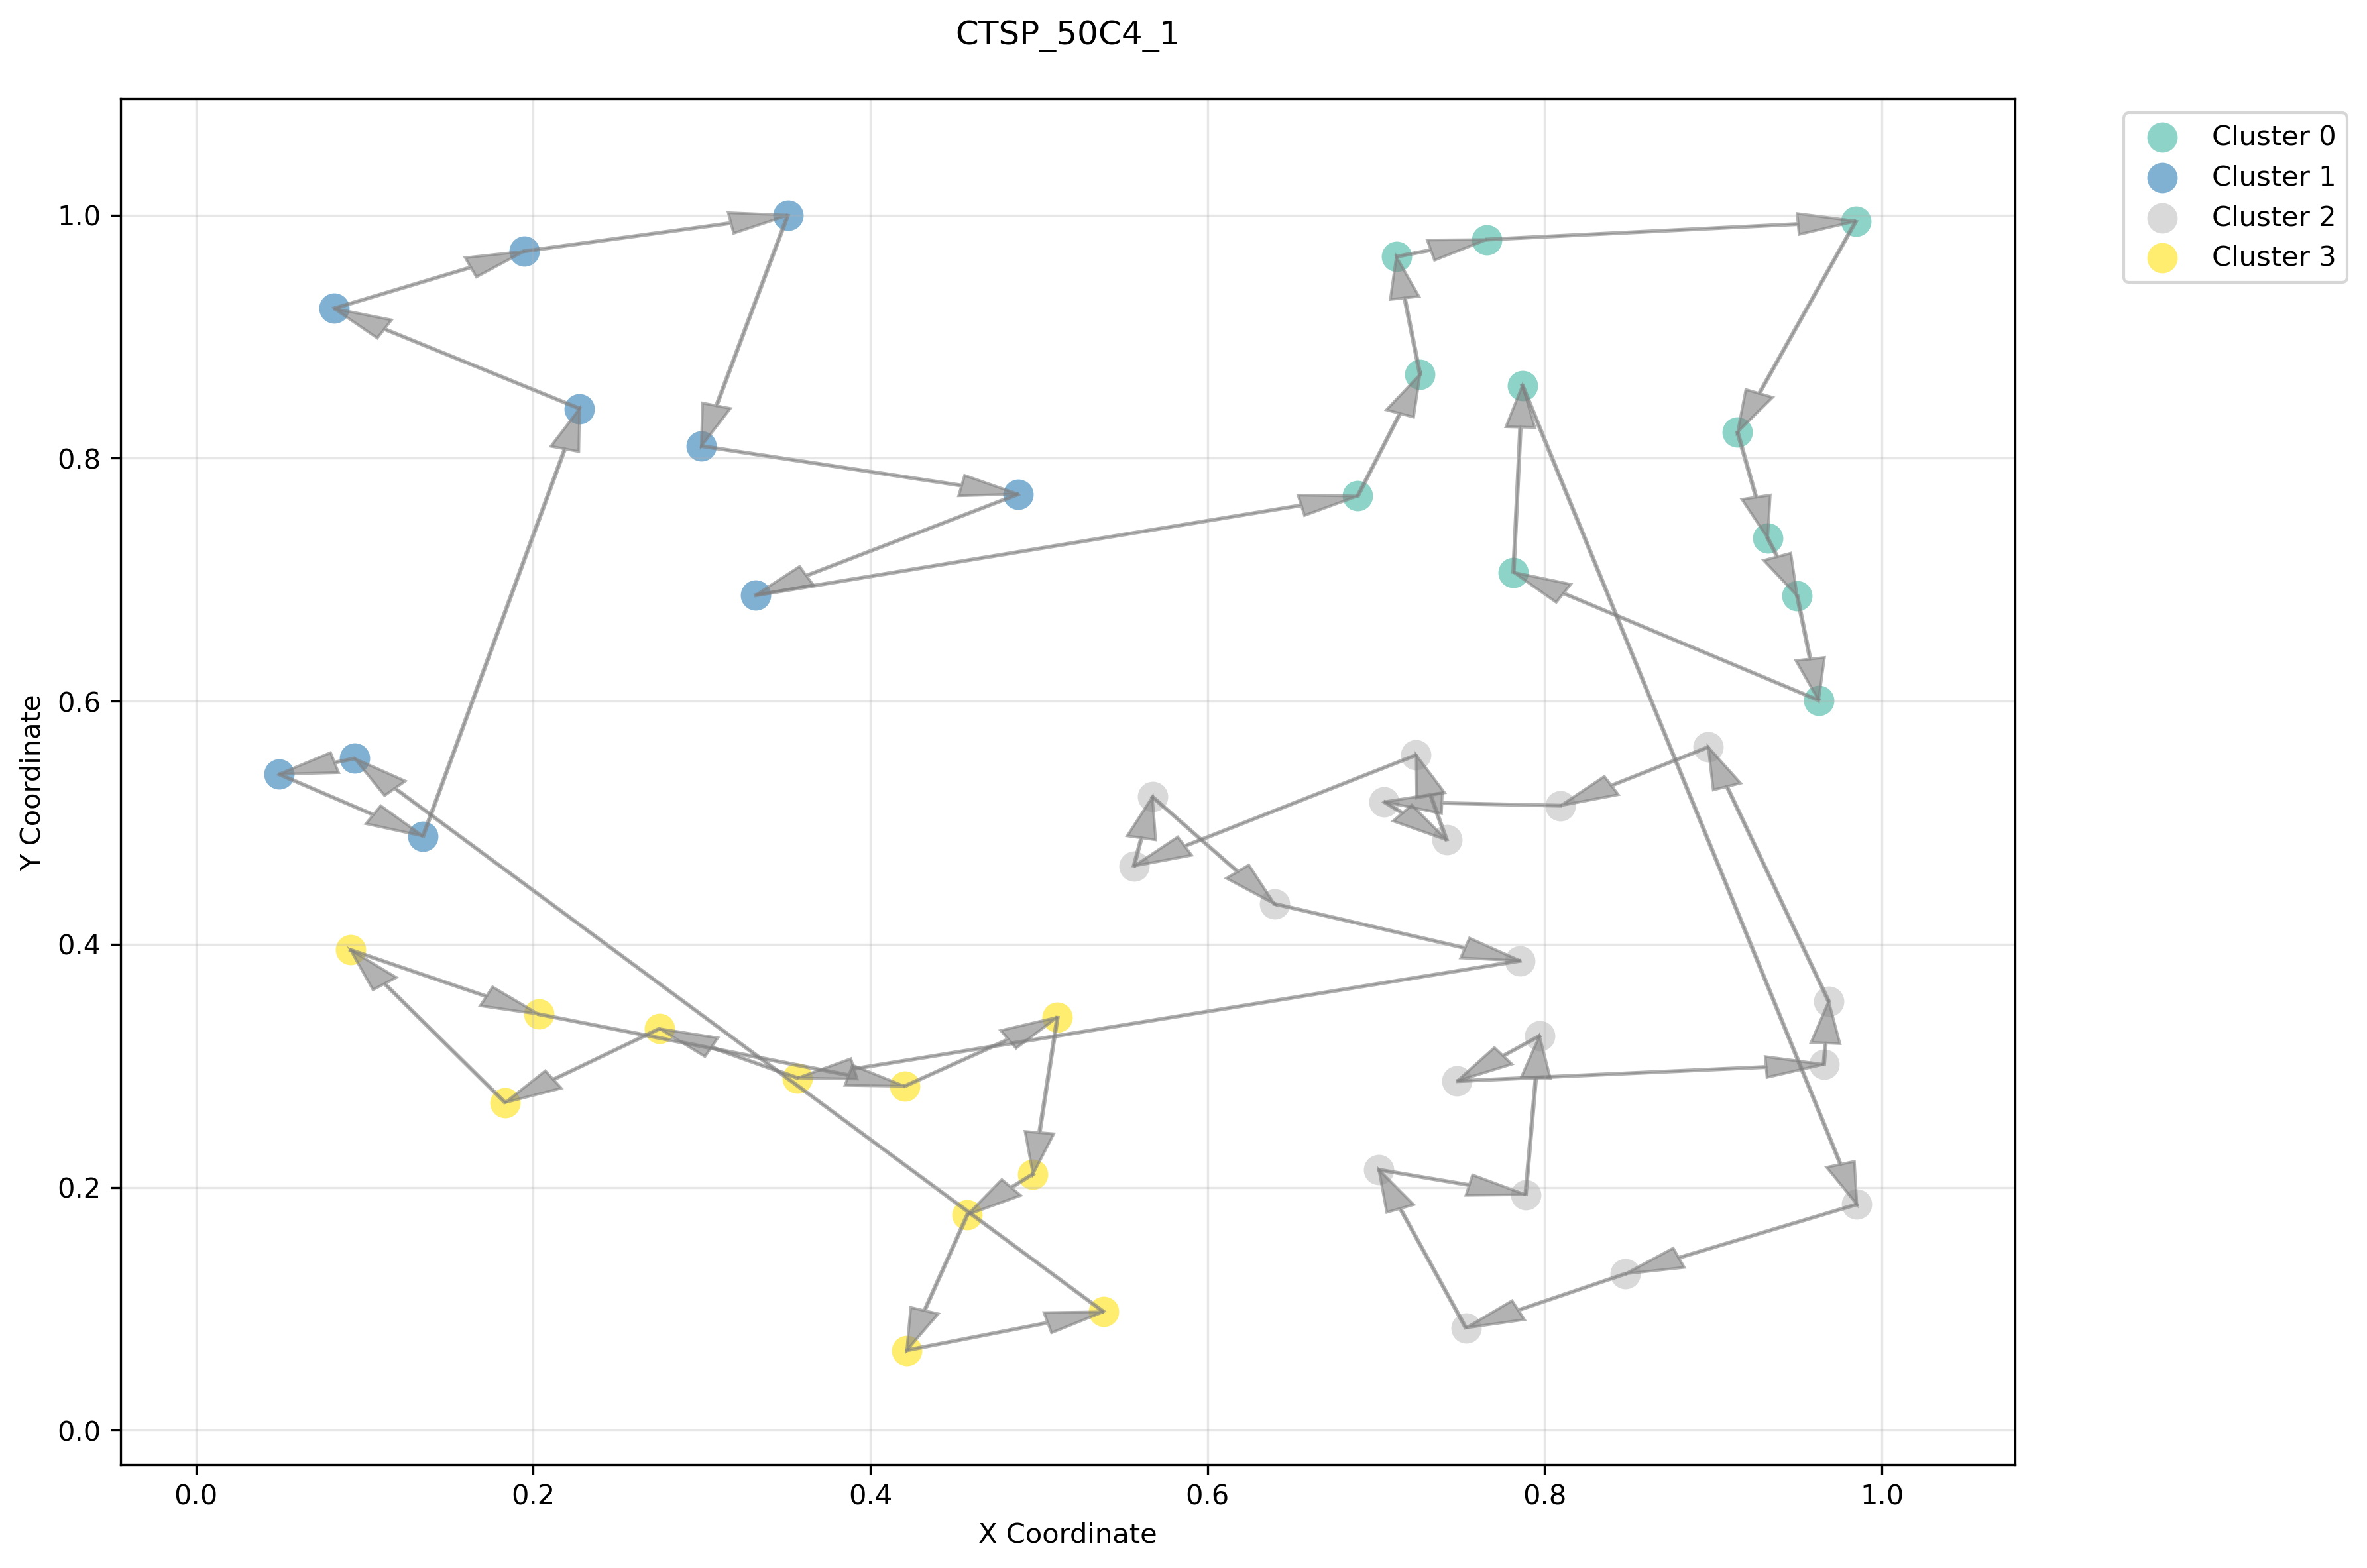 CTSP_50C4_1
Cluster 0
Cluster 1
Cluster 2
Cluster 3
1.0
0.8
0.6
0.4
0.2
0.0
Y Coordinate
0.0 0.2 0.4 0.6 0.8 1.0
X Coordinate